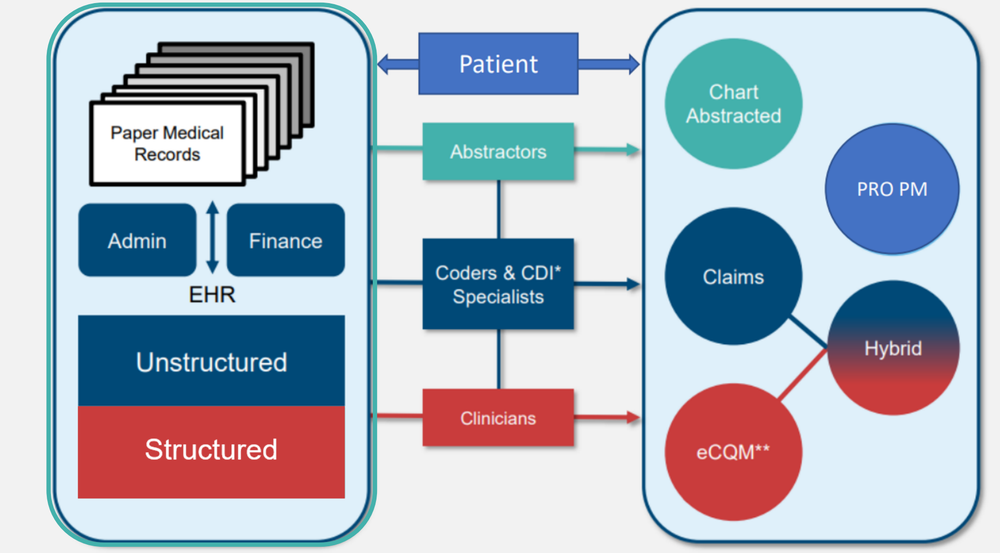 Paper Medical
Records
Admin
Finance
EHR
Unstructured
Structured
Patient
Abstractors
Coders & CDI*
Specialists
Clinicians
Chart
Abstracted
PRO PM
Claims
Hybrid
eCQM**